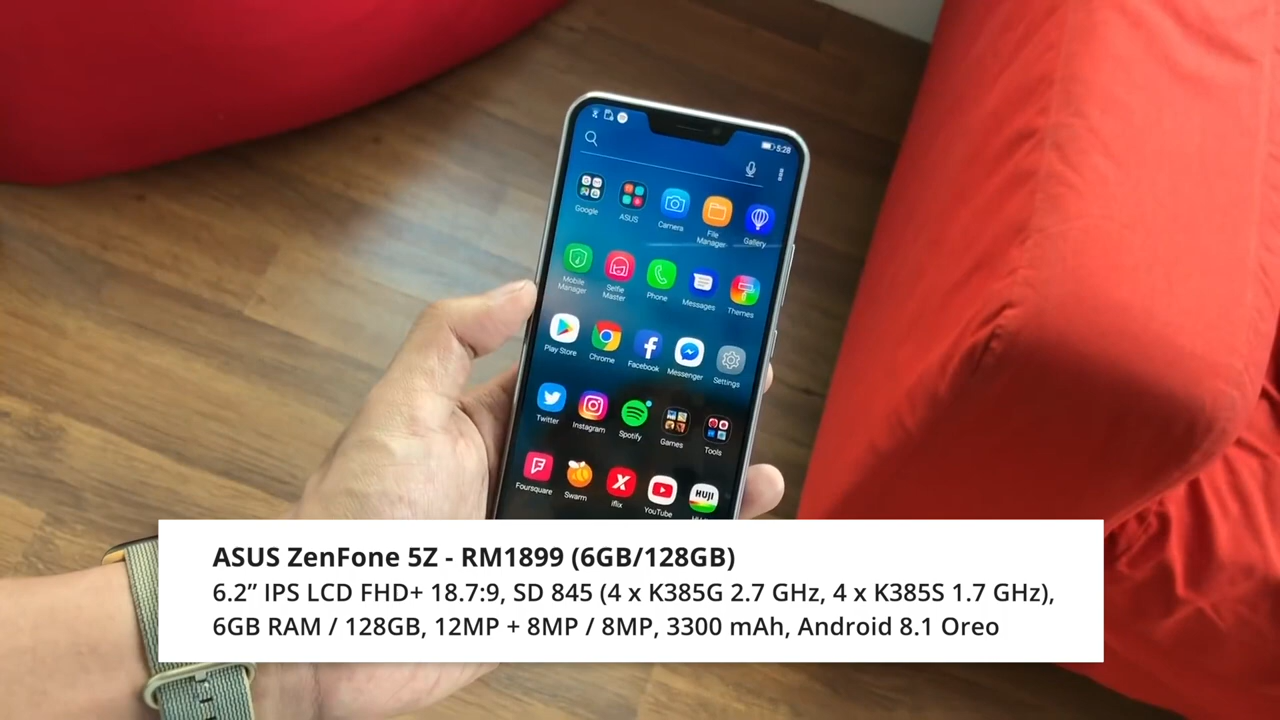 5:28
Google
ASUS
Camera
File Manager
Gallery
Mobile Manager
Selfie Master
Phone
Messages
Themes
Play Store
Chrome
Facebook
Messenger
Settings
Twitter
Instagram
Spotify
Games
Tools
Foursquare
Swarm
iflix
YouTube
HUJI
ASUS ZenFone 5Z - RM1899 (6GB/128GB)
6.2” IPS LCD FHD+ 18.7:9, SD 845 (4 x K385G 2.7 GHz, 4 x K385S 1.7 GHz),
6GB RAM / 128GB, 12MP + 8MP / 8MP, 3300 mAh, Android 8.1 Oreo